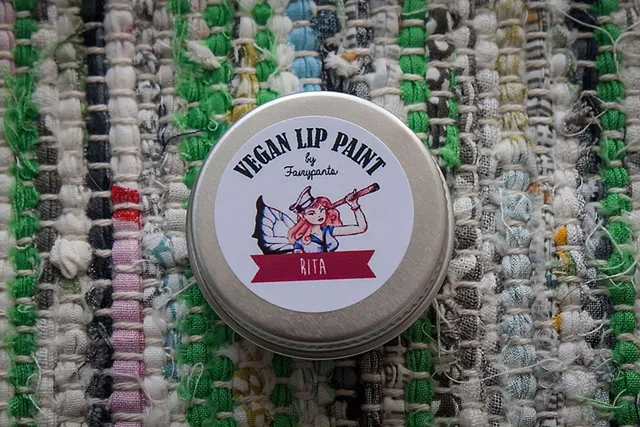 VEGAN LIP PAINT
by
Fairypants
RITA